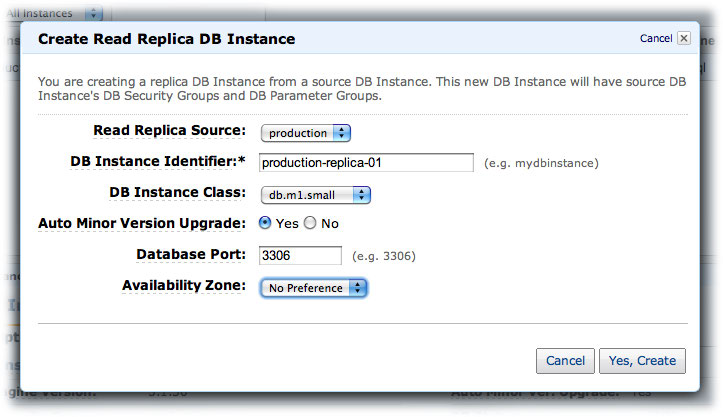 All Instances
Create Read Replica DB Instance
Cancel
You are creating a replica DB Instance from a source DB Instance. This new DB Instance will have source DB
Instance's DB Security Groups and DB Parameter Groups.
Read Replica Source: production
DB Instance Identifier:* production-replica-01 (e.g. mydbinstance)
DB Instance Class: db.m1.small
Auto Minor Version Upgrade: Yes No
Database Port: 3306 (e.g. 3306)
Availability Zone: No Preference
Cancel Yes, Create